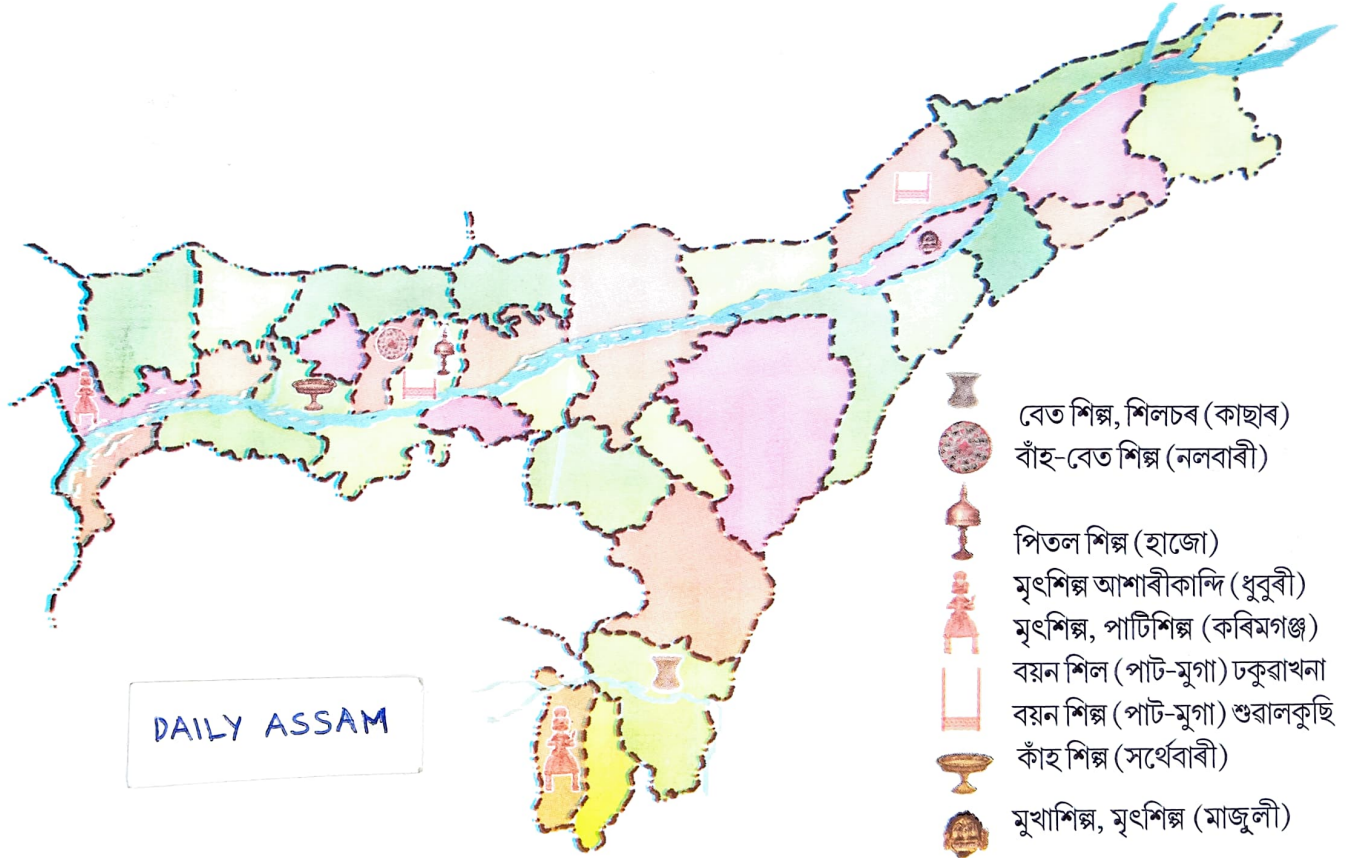 বেত শিল্প, শিলচৰ (কাছাৰ)
বাঁহ-বেত শিল্প (নলবাৰী)
পিতল শিল্প (হাজো)
মৃৎশিল্প আশাৰীকান্দি (ধুবুৰী)
মৃৎশিল্প, পাটিশিল্প (কৰিমগঞ্জ)
বয়ন শিল (পাট-মুগা) ঢকুৱাখনা
বয়ন শিল্প (পাট-মুগা) শুৱালকুছি
কাঁহ শিল্প (সৰ্থেবাৰী)
মুখাশিল্প, মৃৎশিল্প (মাজুলী)
DAILY ASSAM